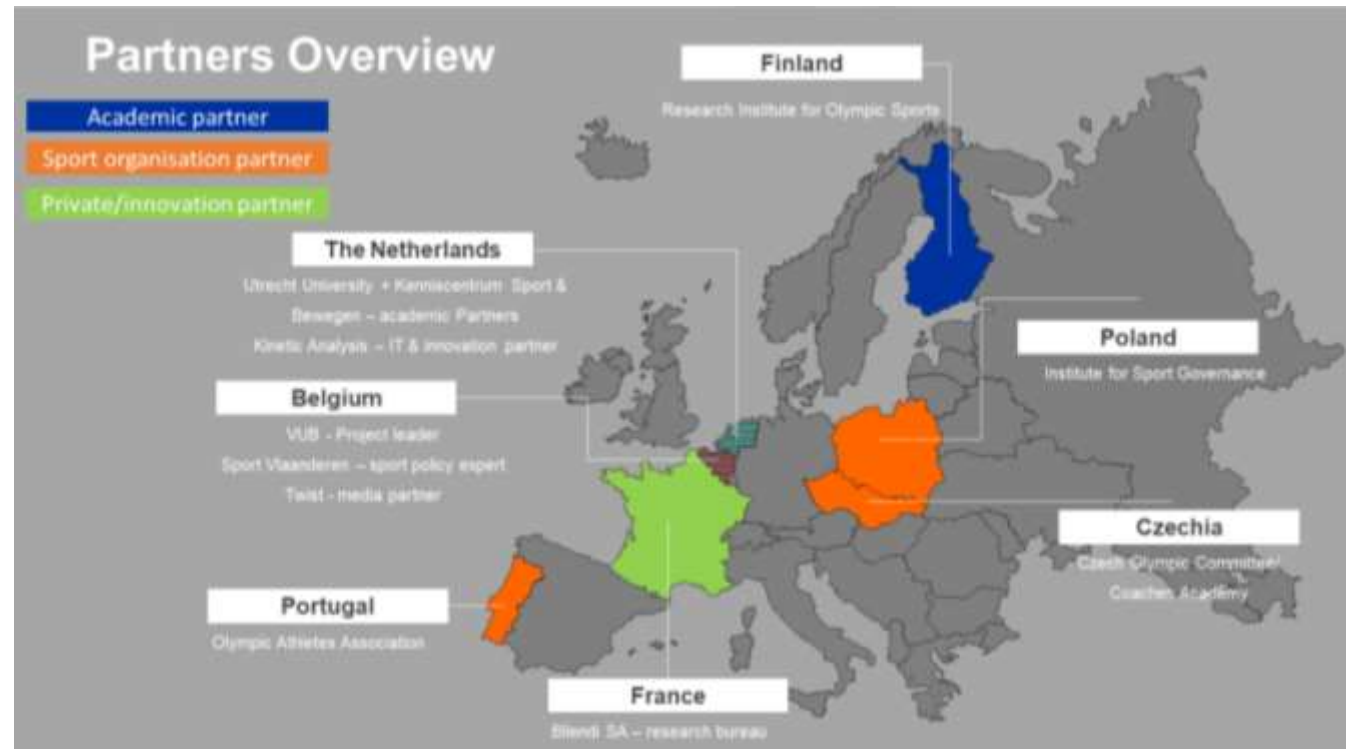 Partners Overview
Academic partner
Sport organisation partner
Private/innovation partner
Finland
Research Institute for Olympic Sports
The Netherlands
Utrecht University + Kenniscentrum Sport &
Bewegen – academic Partners
Kinetic Analysis – IT & innovation partner
Poland
Institute for Sport Governance
Belgium
VUB - Project leader
Sport Vlaanderen – sport policy expert
Twist - media partner
Czechia
Czech Olympic Committee/
Coaches Academy
Portugal
Olympic Athletes Association
France
Bilendi SA – research bureau